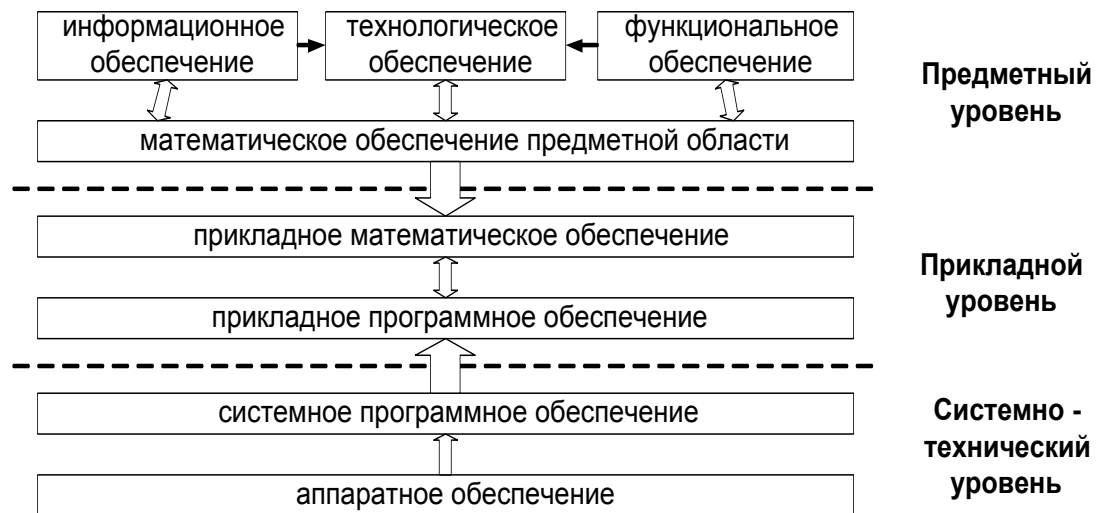 информационное
обеспечение
технологическое
обеспечение
функциональное
обеспечение
Предметный
уровень
математическое обеспечение предметной области
прикладное математическое обеспечение
Прикладной
уровень
прикладное программное обеспечение
системное программное обеспечение
Системно -
технический
уровень
аппаратное обеспечение